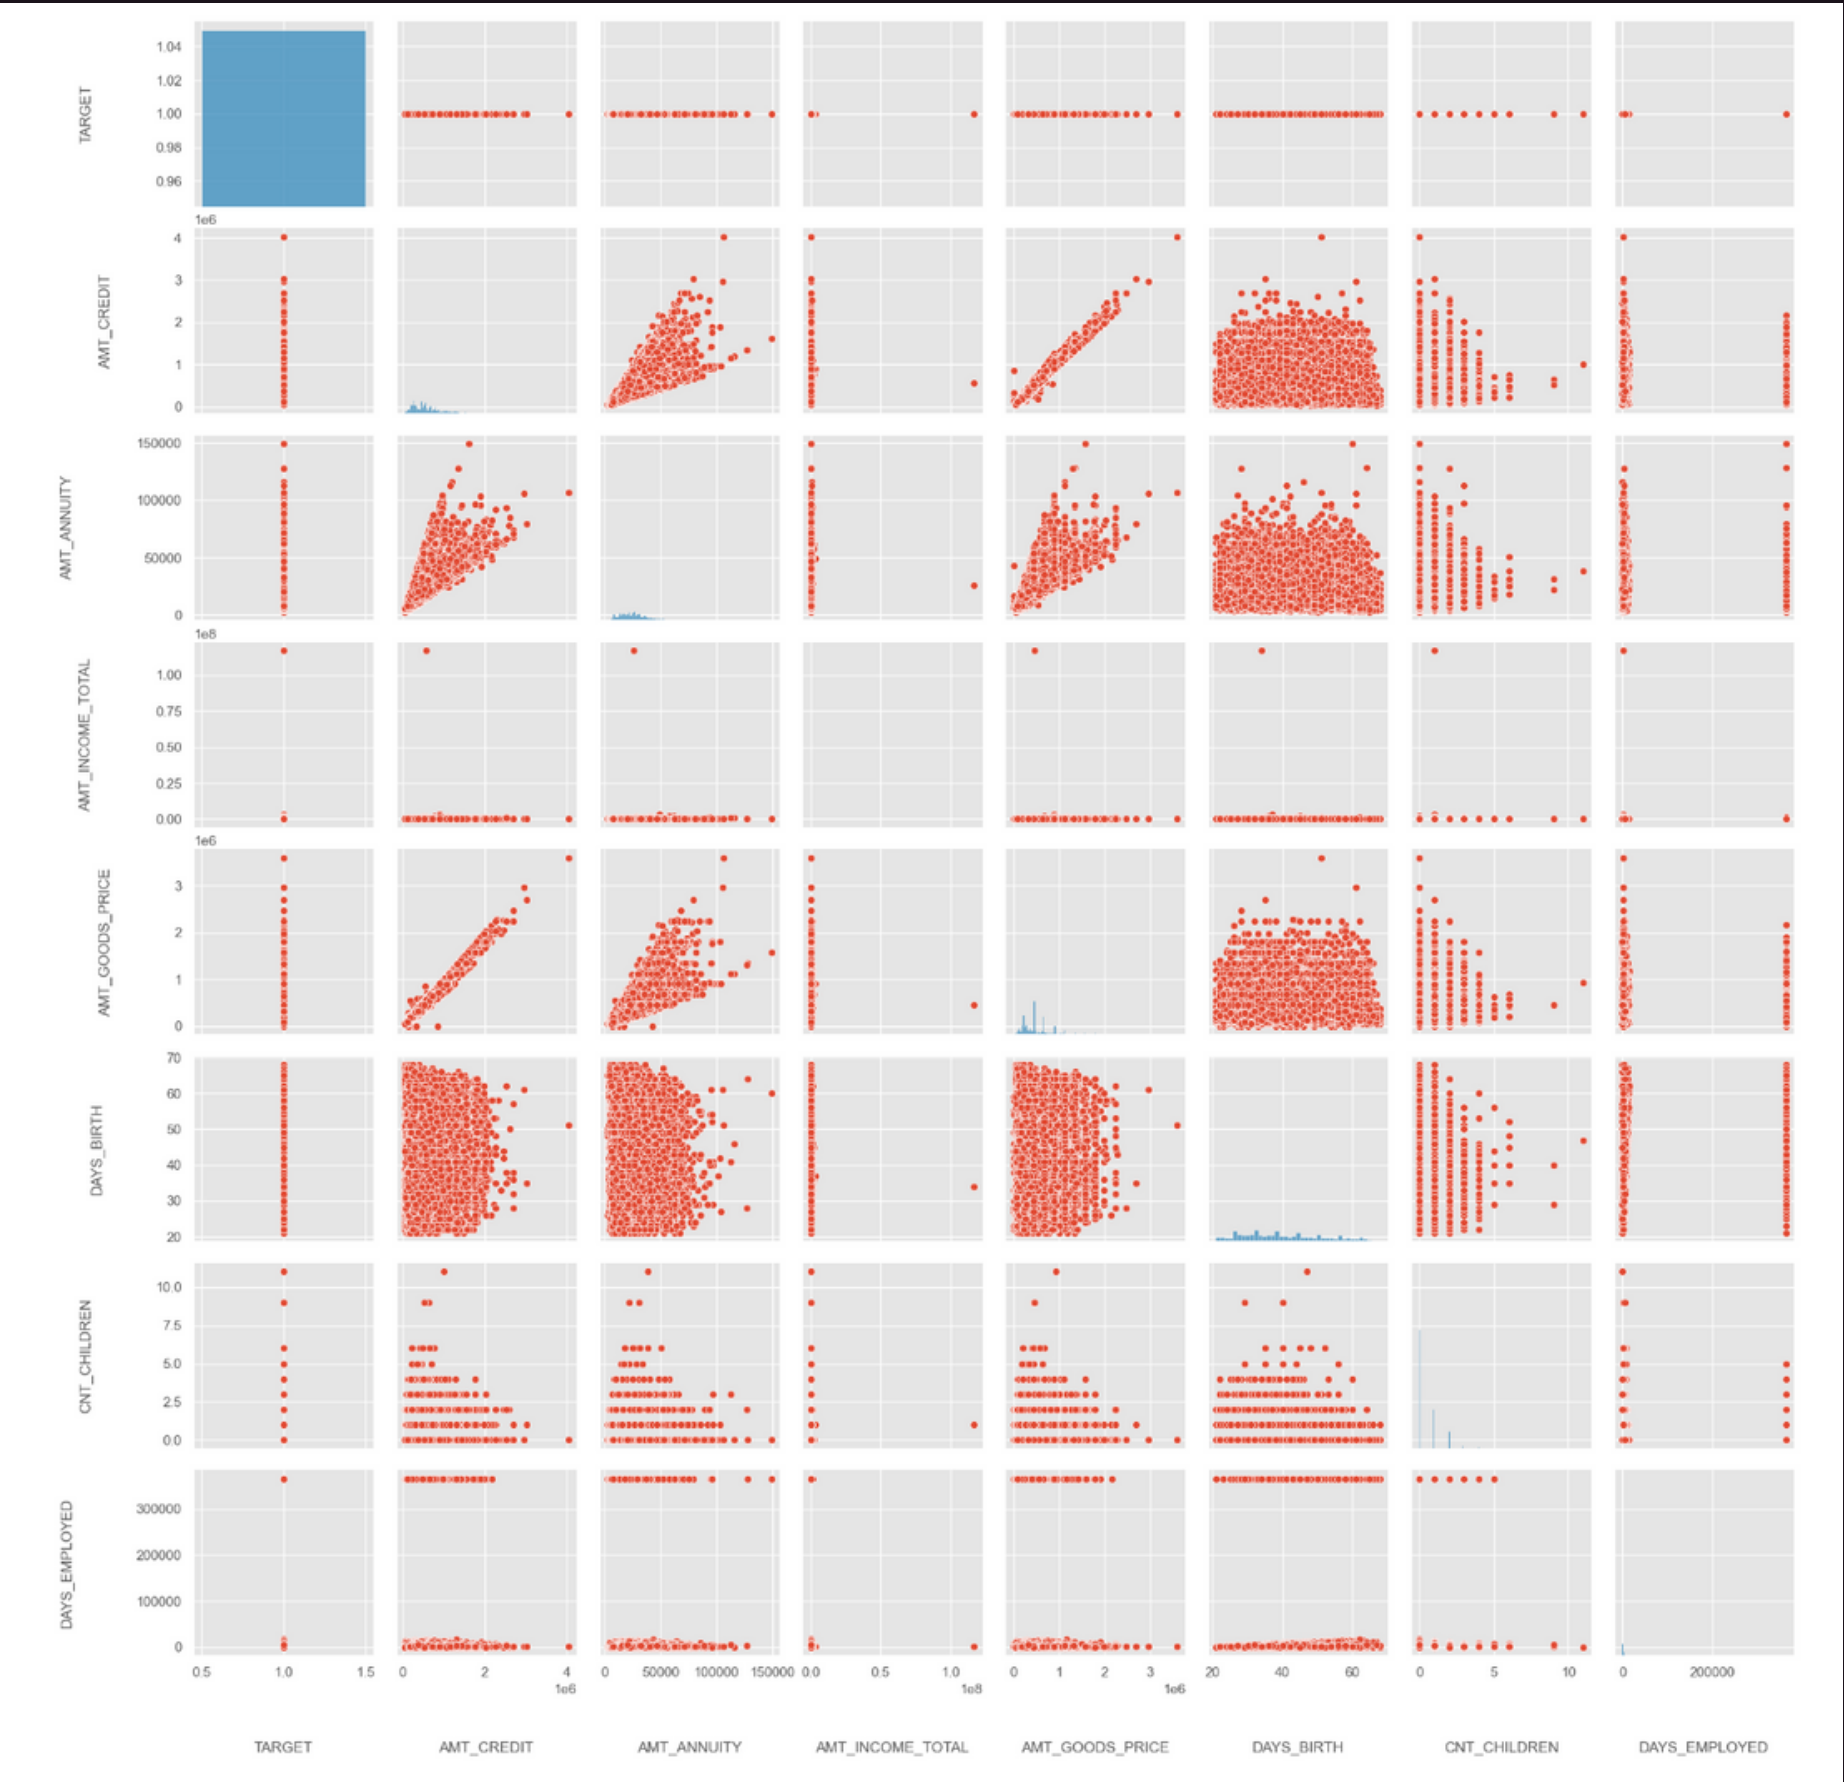 1.04
1.02
TARGET
1.00
0.98
0.96
1e6
4
3
AMT_CREDIT
2
1
0
150000
100000
AMT_ANNUITY
50000
0
1e8
1.00
AMT_INCOME_TOTAL
0.75
0.50
0.25
0.00
1e6
3
AMT_GOODS_PRICE
2
1
0
70
60
DAYS_BIRTH
50
40
30
20
10.0
CNT_CHILDREN
7.5
5.0
2.5
0.0
DAYS_EMPLOYED
300000
200000
100000
0
0.5 1.0 1.5 0 2 4 0 50000 100000 150000 0.0 0.5 1.0 0 1 2 3 20 40 60 0 5 10 0 200000
1e6 1e8 1e6
TARGET AMT_CREDIT AMT_ANNUITY AMT_INCOME_TOTAL AMT_GOODS_PRICE DAYS_BIRTH CNT_CHILDREN DAYS_EMPLOYED